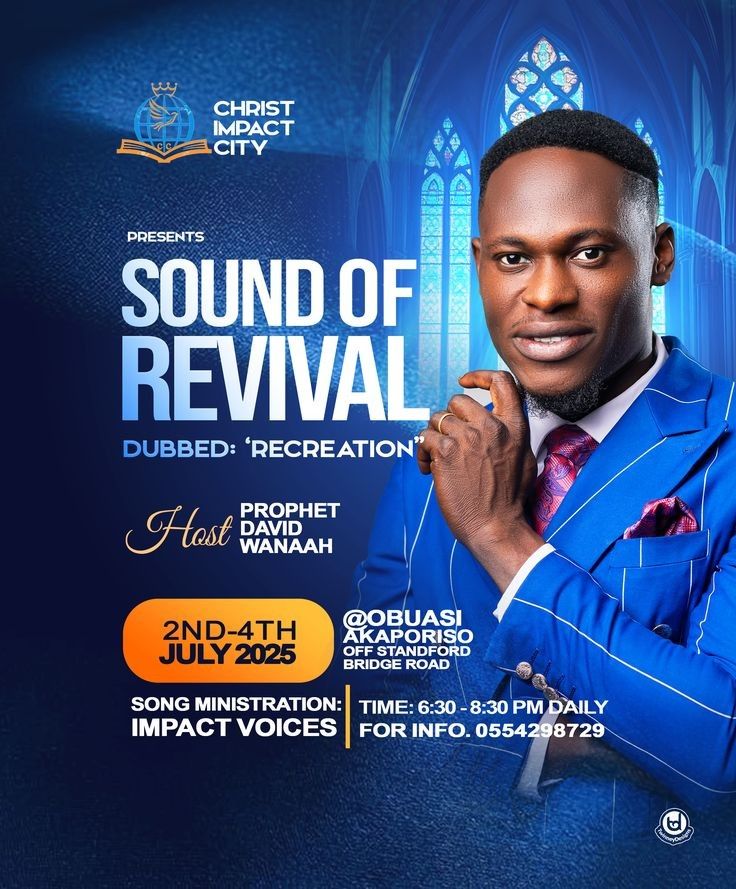 CHRIST
IMPACT
CITY
PRESENTS
SOUND OF
REVIVAL
DUBBED: ‘RECREATION”
Host
PROPHET
DAVID
WANAAH
2ND-4TH
JULY 2025
@OBUASI
AKAPORISO
OFF STANDFORD
BRIDGE ROAD
SONG MINISTRATION:
IMPACT VOICES
TIME: 6:30 - 8:30 PM DAILY
FOR INFO. 0554298729